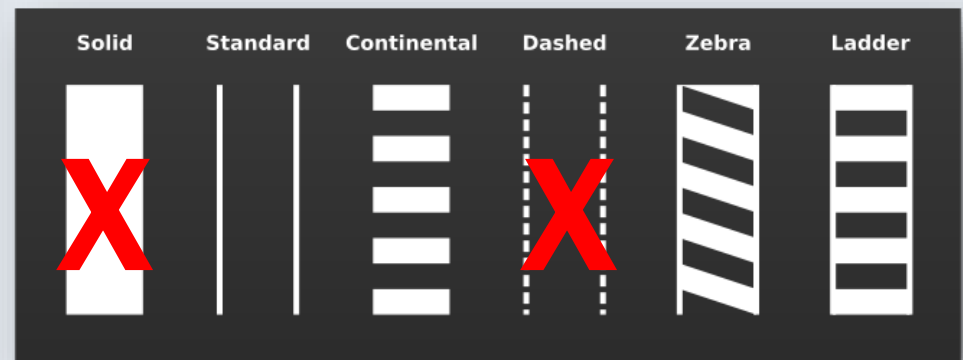 Solid Standard Continental Dashed Zebra Ladder
X X